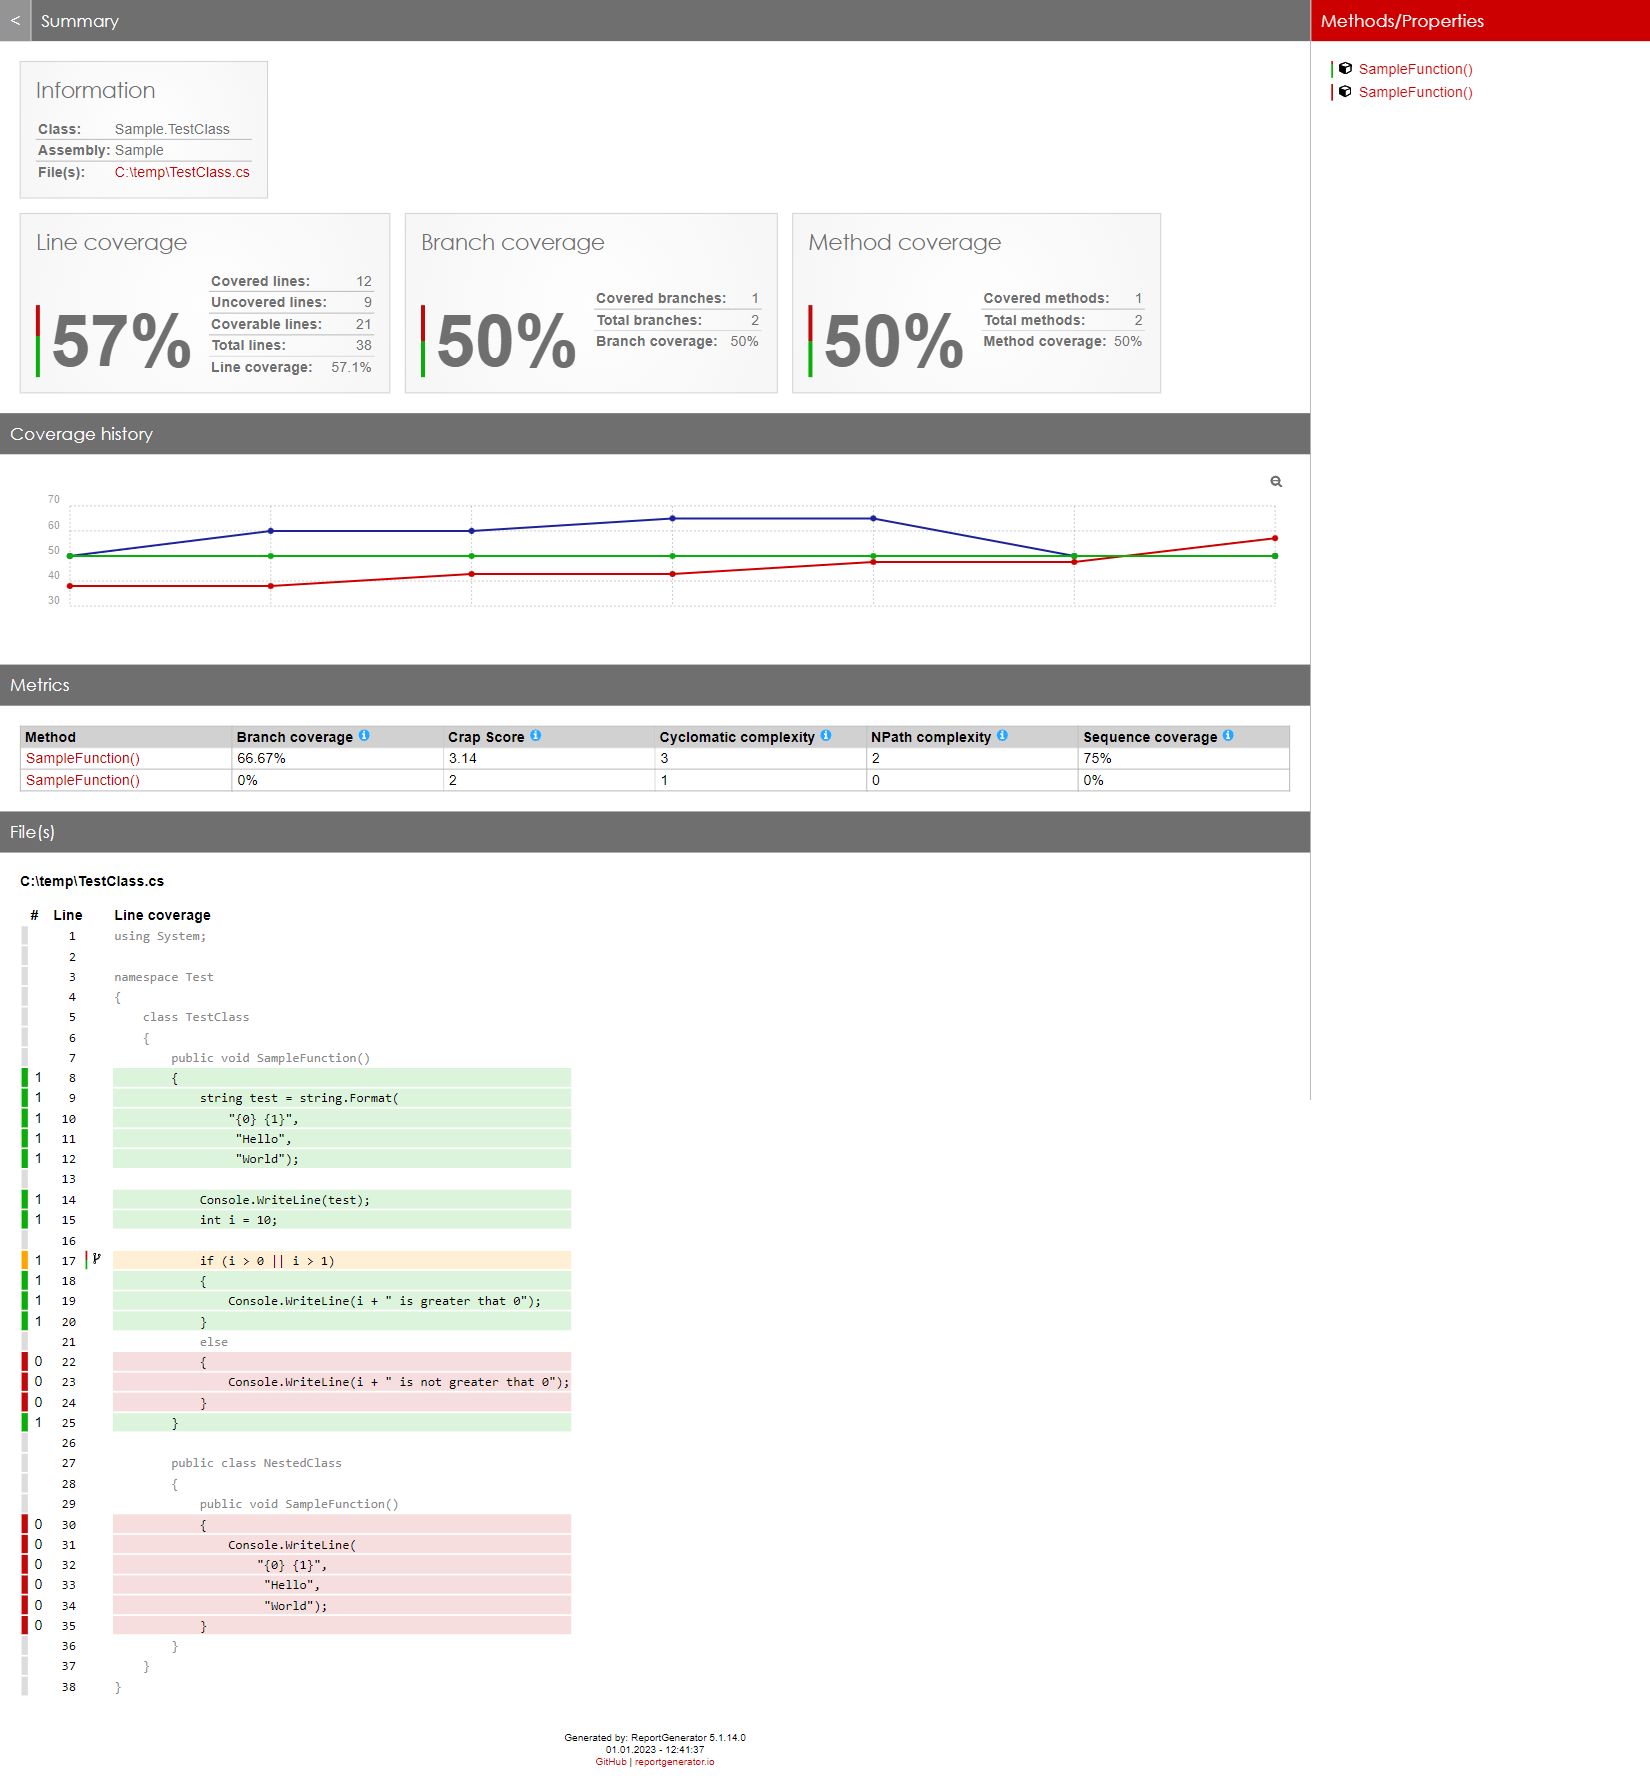 < Summary
Methods/Properties
SampleFunction()
SampleFunction()
Information
Class: Sample.TestClass
Assembly: Sample
File(s): C:\temp\TestClass.cs
Line coverage
57%
Covered lines: 12
Uncovered lines: 9
Coverable lines: 21
Total lines: 38
Line coverage: 57.1%
Branch coverage
50%
Covered branches: 1
Total branches: 2
Branch coverage: 50%
Method coverage
50%
Covered methods: 1
Total methods: 2
Method coverage: 50%
Coverage history
70
60
50
40
30
Metrics
Method Branch coverage Crap Score Cyclomatic complexity NPath complexity Sequence coverage
SampleFunction() 66.67% 3.14 3 2 75%
SampleFunction() 0% 2 1 0 0%
File(s)
C:\temp\TestClass.cs
# Line Line coverage
1 using System;
2
3 namespace Test
4 {
5 class TestClass
6 {
7 public void SampleFunction()
1 8 {
1 9 string test = string.Format(
1 10 "{0} {1}",
1 11 "Hello",
1 12 "World");
13
1 14 Console.WriteLine(test);
1 15 int i = 10;
16
1 17 if (i > 0 || i > 1)
1 18 {
1 19 Console.WriteLine(i + " is greater that 0");
1 20 }
21 else
0 22 {
0 23 Console.WriteLine(i + " is not greater that 0");
0 24 }
1 25 }
26
27 public class NestedClass
28 {
29 public void SampleFunction()
0 30 {
0 31 Console.WriteLine(
0 32 "{0} {1}",
0 33 "Hello",
0 34 "World");
0 35 }
36 }
37 }
38 }
Generated by: ReportGenerator 5.1.14.0
01.01.2023 - 12:41:37
GitHub | reportgenerator.io